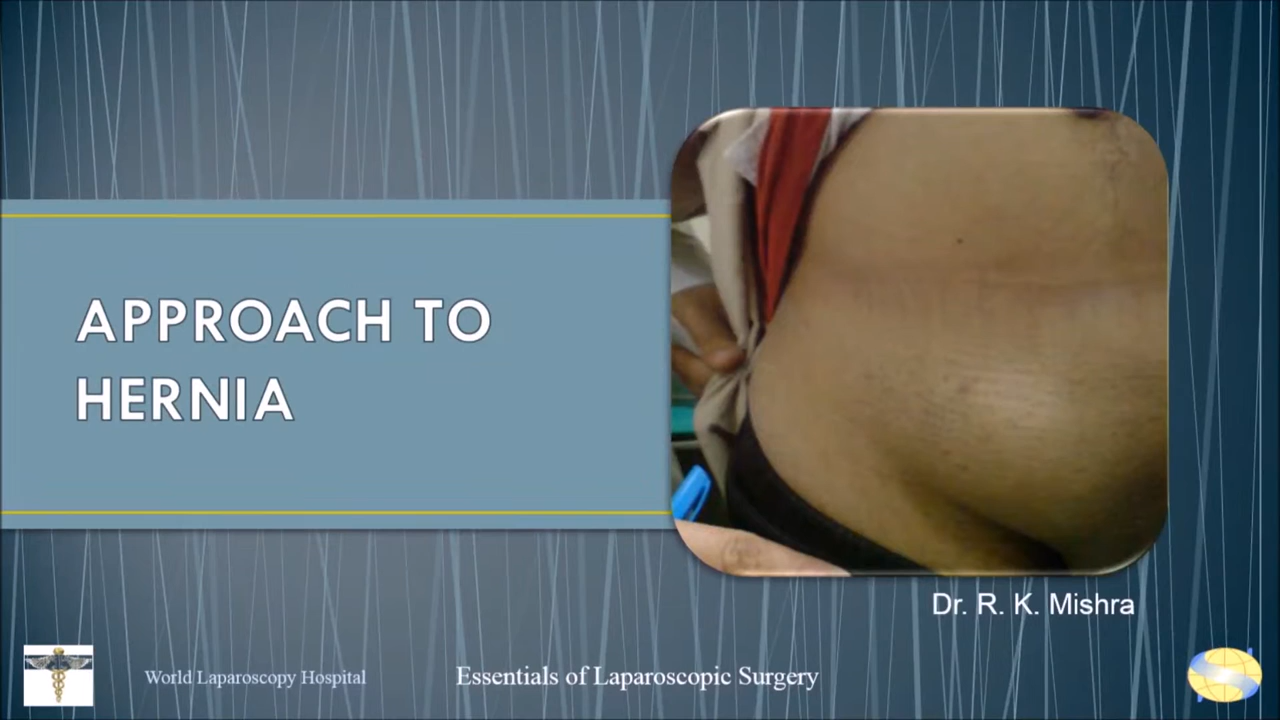 APPROACH TO
HERNIA
Dr. R. K. Mishra
World Laparoscopy Hospital
Essentials of Laparoscopic Surgery